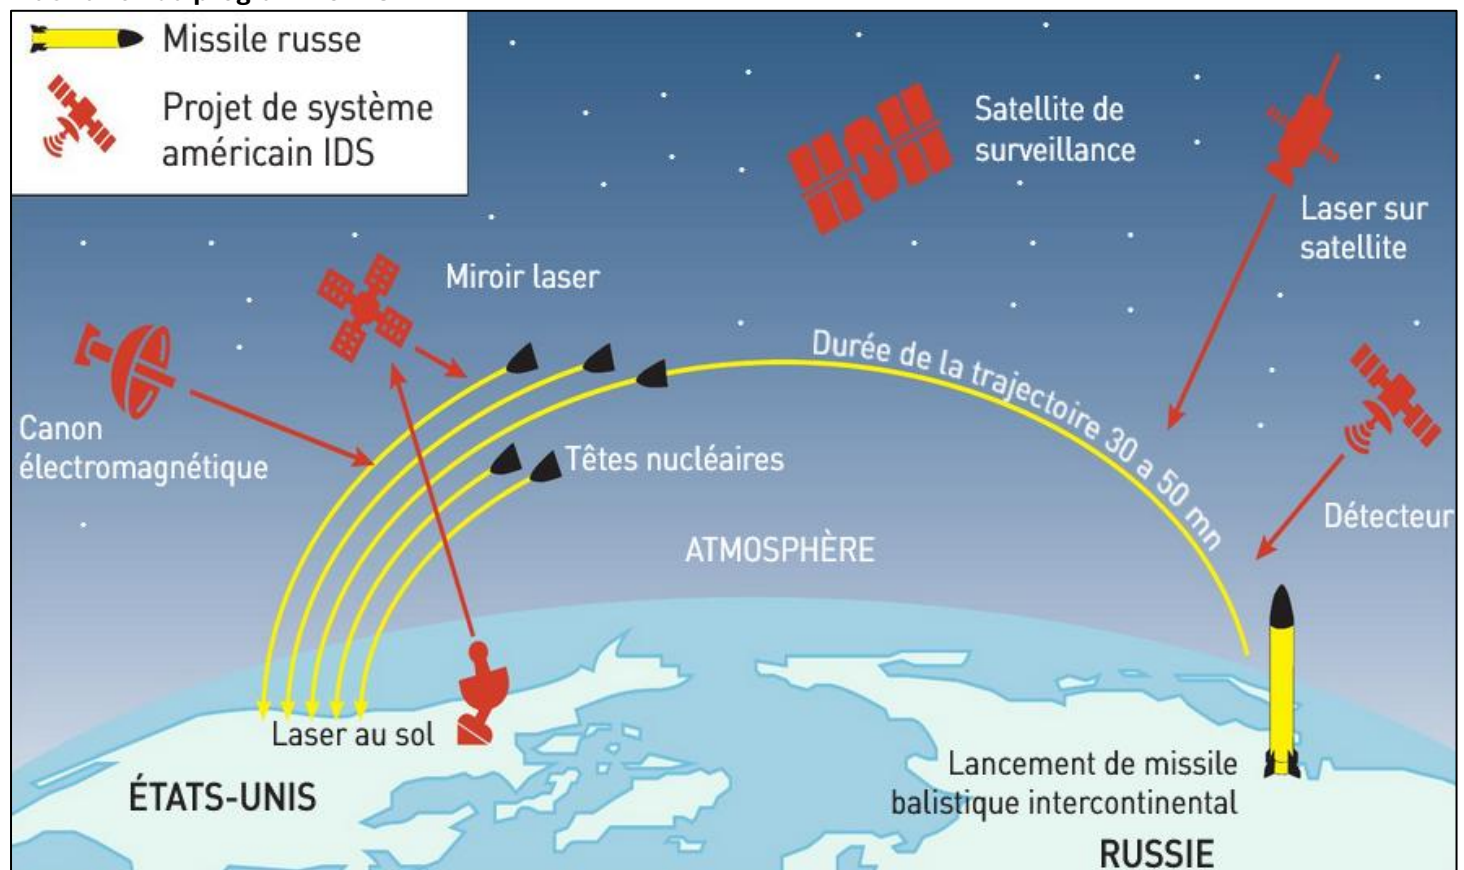 Missile russe
Projet de système
américain IDS
Satellite de
surveillance
Laser sur
satellite
Miroir laser
Durée de la trajectoire 30 a 50 mn
Canon
électromagnétique
Têtes nucléaires
Détecteur
ATMOSPHÈRE
Laser au sol
ÉTATS-UNIS
Lancement de missile
balistique intercontinental
RUSSIE